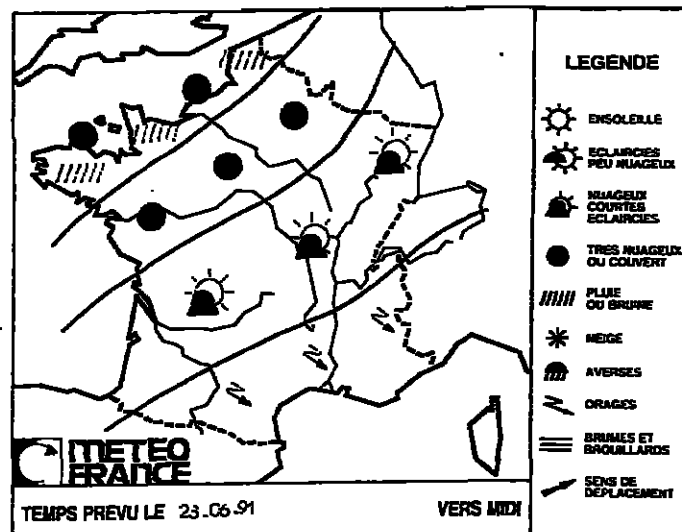 LEGENDE
ENSOLEILLE
ECLAIRCIES
PEU NUAGEUX
NUAGEUX
COURTES
ECLAIRCIES
TRES NUAGEUX
OU COUVERT
PLUIE
OU BRUINE
NEIGE
AVERSES
ORAGES
BRUMES ET
BROUILLARDS
SENS DE
DEPLACEMENT
METEO
FRANCE
TEMPS PREVU LE 23.06.91 VERS MIDI